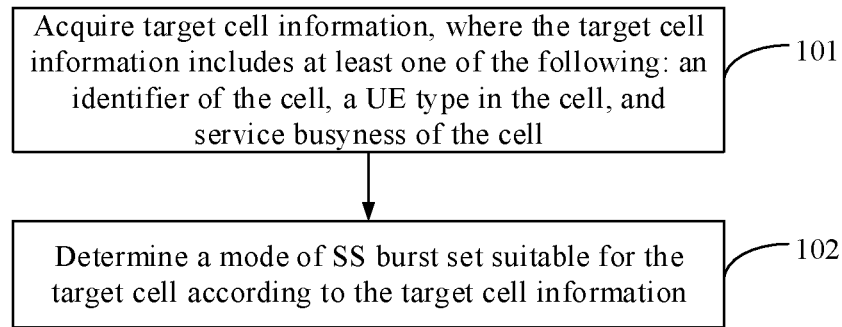 Acquire target cell information, where the target cell
information includes at least one of the following: an
identifier of the cell, a UE type in the cell, and
service busyness of the cell
101
Determine a mode of SS burst set suitable for the
target cell according to the target cell information
102